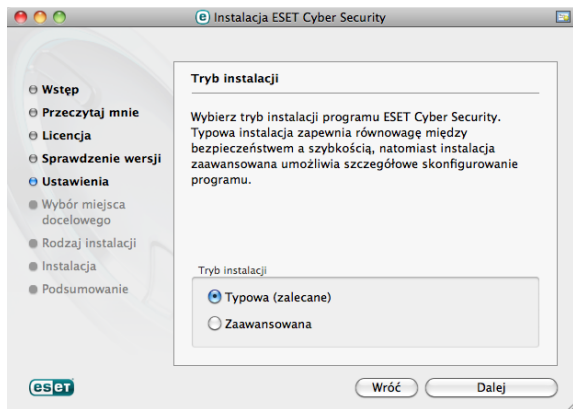 e Instalacja ESET Cyber Security
Wstęp
Przeczytaj mnie
Licencja
Sprawdzenie wersji
Ustawienia
Wybór miejsca
docelowego
Rodzaj instalacji
Instalacja
Podsumowanie
Tryb instalacji
Wybierz tryb instalacji programu ESET Cyber Security.
Typowa instalacja zapewnia równowagę między
bezpieczeństwem a szybkością, natomiast instalacja
zaawansowana umożliwia szczegółowe skonfigurowanie
programu.
Tryb instalacji
Typowa (zalecane)
Zaawansowana
eset
Wróć
Dalej